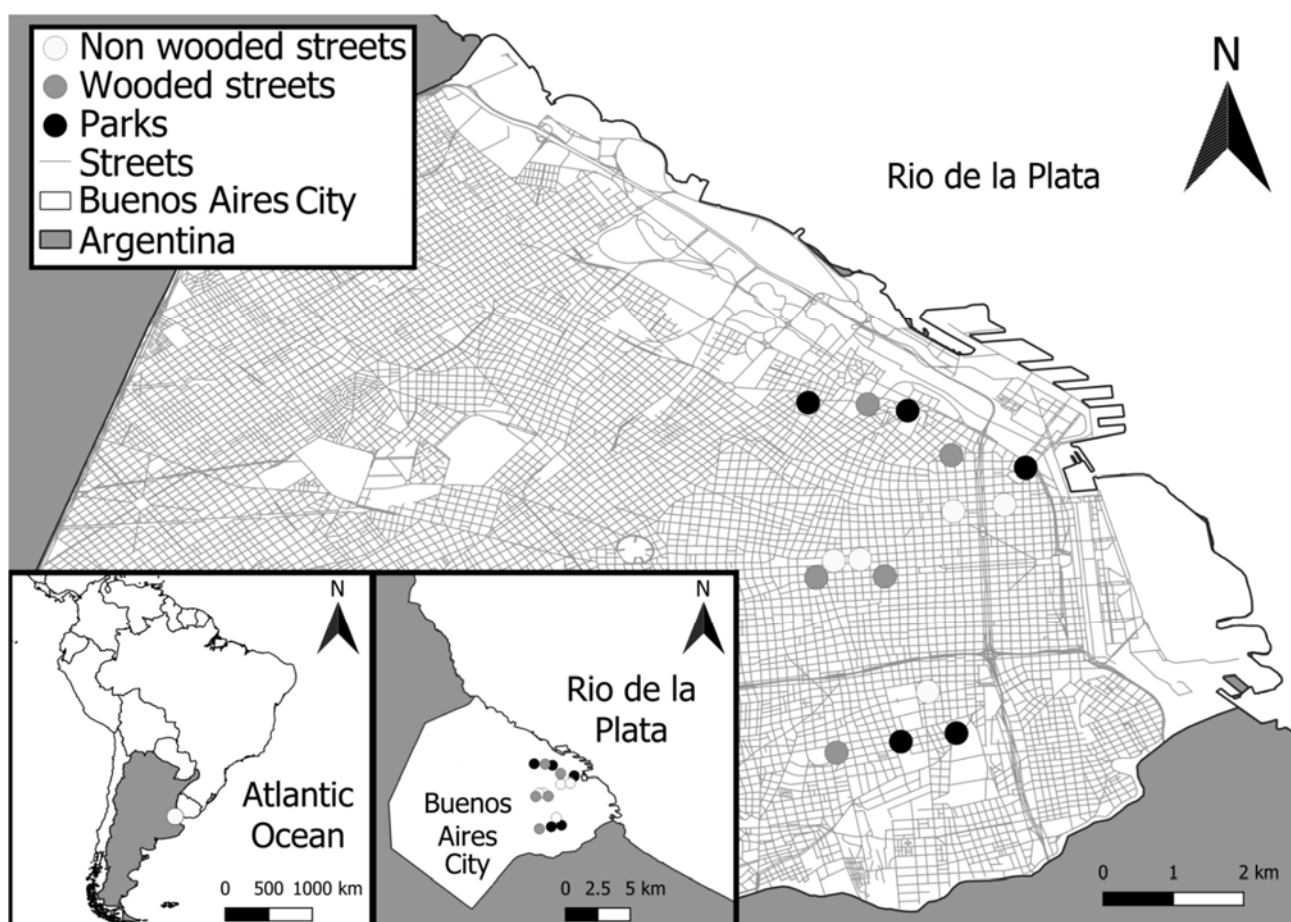 Non wooded streets
Wooded streets
Parks
Streets
Buenos Aires City
Argentina
N
Rio de la Plata
N
Atlantic
Ocean
0 500 1000 km
N
Rio de la
Plata
Buenos
Aires
City
0 2.5 5 km
0 1 2 km